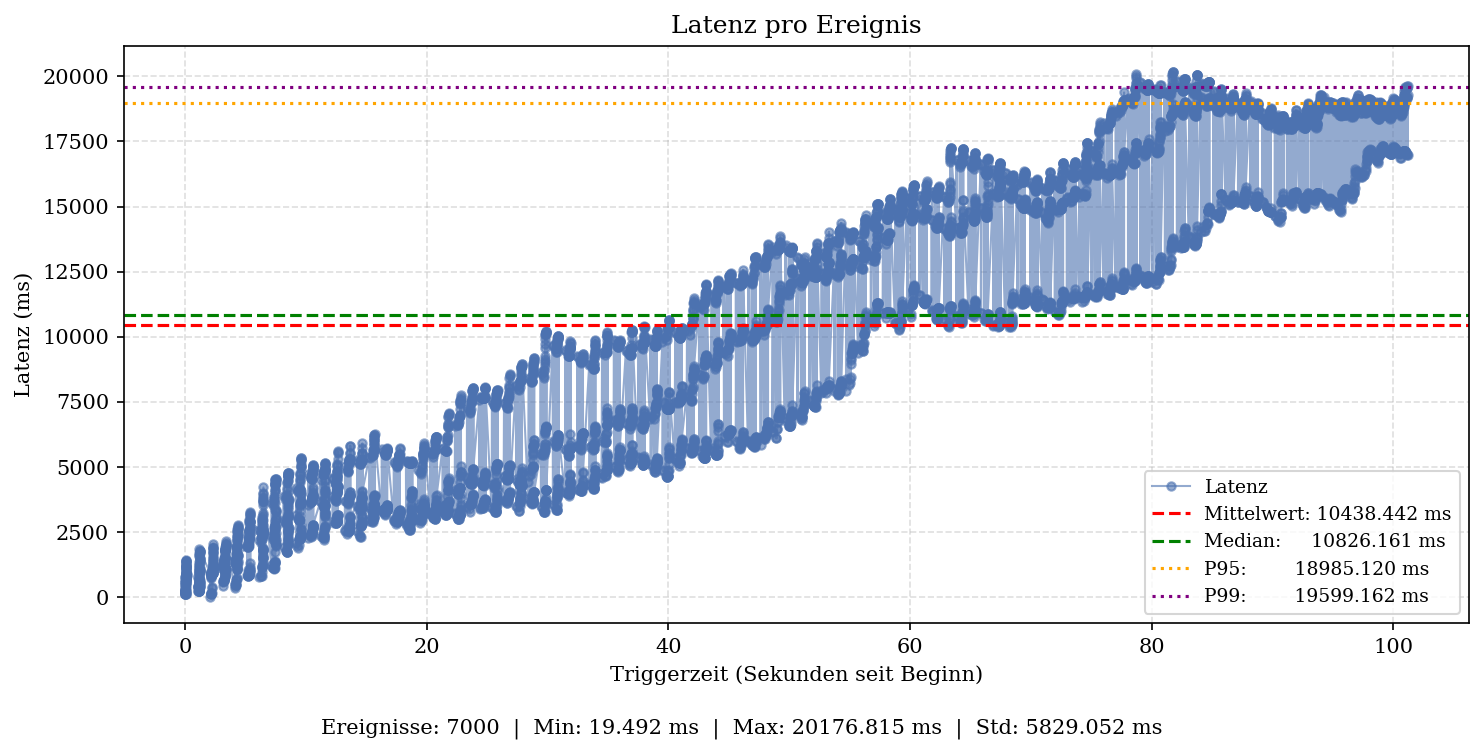 Latenz pro Ereignis
20000
17500
15000
12500
10000
7500
5000
2500
0
Latenz (ms)
Latenz
Mittelwert: 10438.442 ms
Median: 10826.161 ms
P95: 18985.120 ms
P99: 19599.162 ms
0 20 40 60 80 100
Triggerzeit (Sekunden seit Beginn)
Ereignisse: 7000 | Min: 19.492 ms | Max: 20176.815 ms | Std: 5829.052 ms